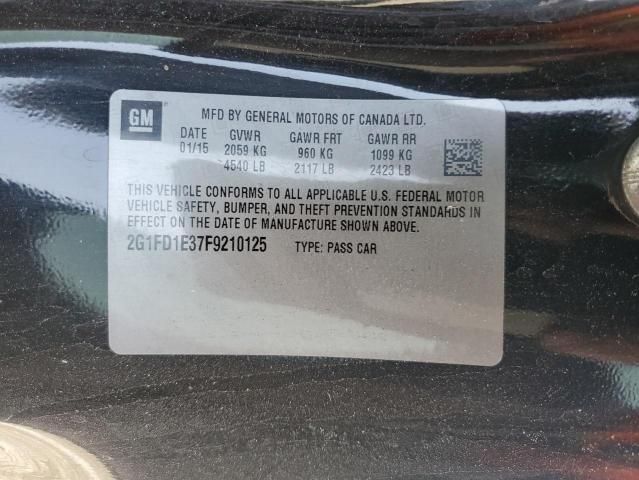 GM
MFD BY GENERAL MOTORS OF CANADA LTD.
DATE GVWR GAWR FRT GAWR RR
01/15 2059 KG 960 KG 1099 KG
4540 LB 2117 LB 2423 LB
THIS VEHICLE CONFORMS TO ALL APPLICABLE U.S. FEDERAL MOTOR
VEHICLE SAFETY, BUMPER, AND THEFT PREVENTION STANDARDS IN
EFFECT ON THE DATE OF MANUFACTURE SHOWN ABOVE.
2G1FD1E37F9210125 TYPE: PASS CAR